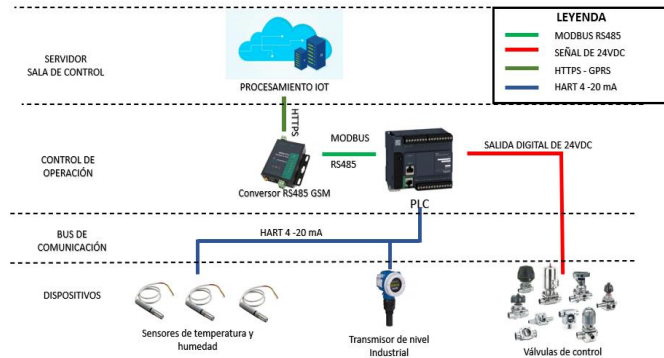 LEYENDA
MODBUS RS485
SEÑAL DE 24VDC
HTTPS - GPRS
HART 4 -20 mA
SERVIDOR
SALA DE CONTROL
PROCESAMIENTO IOT
HTTPS
CONTROL DE
OPERACIÓN
MODBUS
RS485
Conversor RS485 GSM
PLC
SALIDA DIGITAL DE 24VDC
BUS DE
COMUNICACIÓN
HART 4 -20 mA
DISPOSITIVOS
Sensores de temperatura y
humedad
Transmisor de nivel
Industrial
Válvulas de control